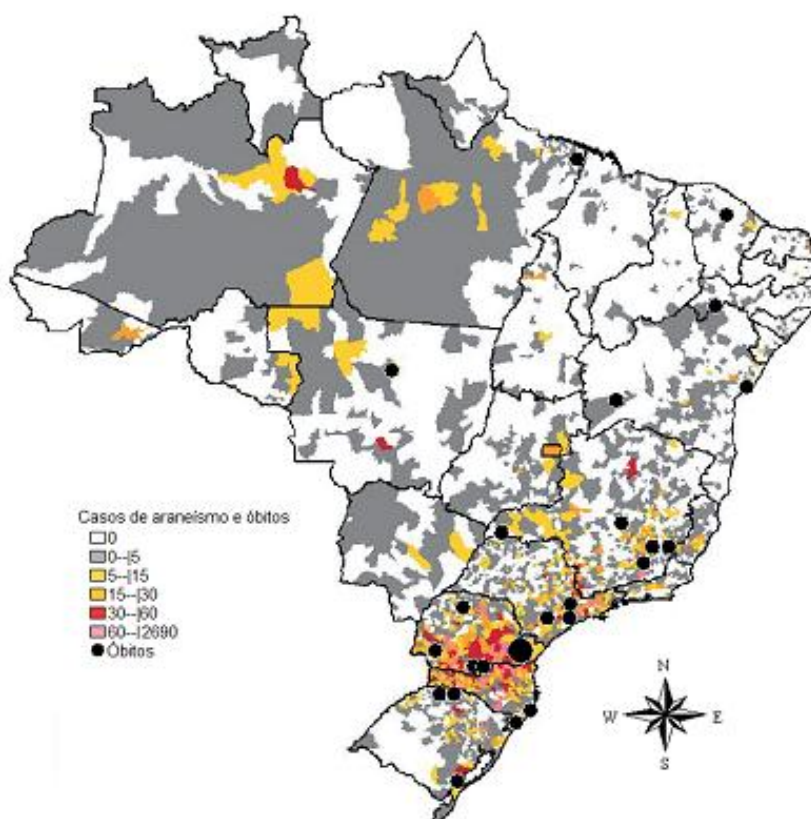 Casos de araneísmo e óbitos
0
0--|5
5--|15
15--|30
30--|60
60--|2690
Óbitos
N
W
E
S